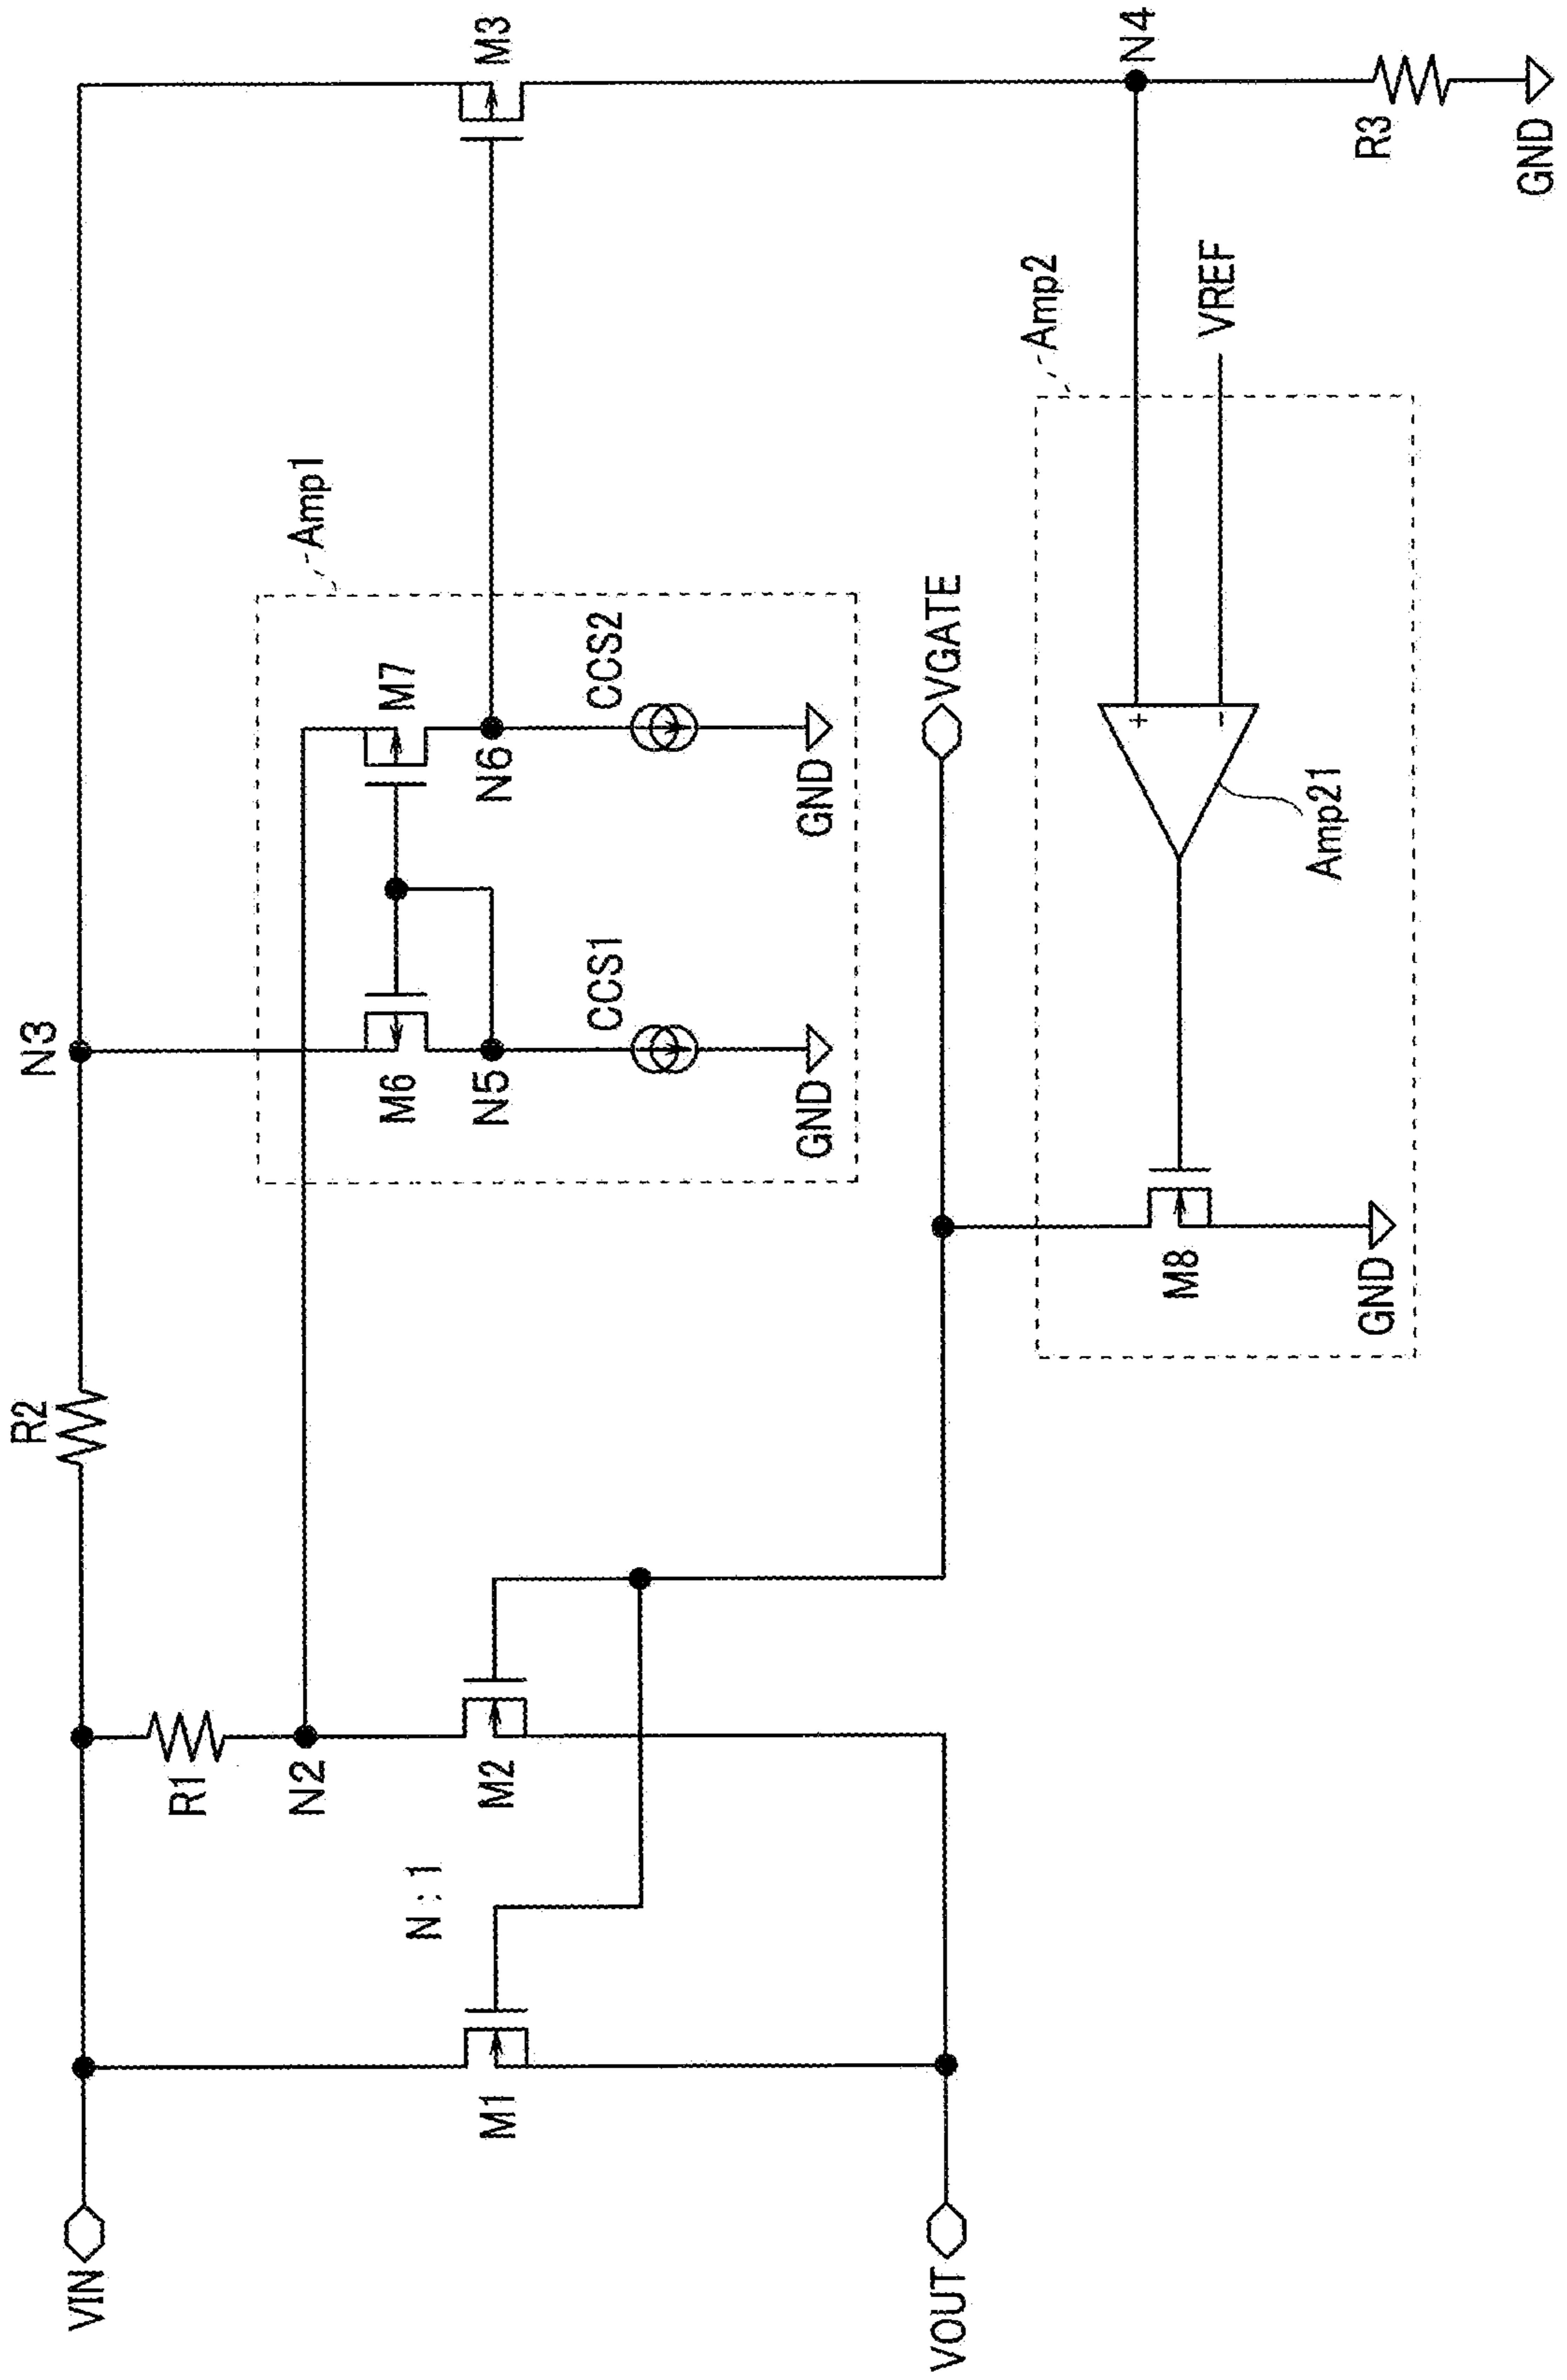 VIN
VOUT
M1
N : 1
M2
R1
N2
R2
N3
M6
N5
CCS1
GND
M7
N6
CCS2
GND
Amp1
M3
VGATE
M8
GND
Amp21
+
-
Amp2
VREF
N4
R3
GND